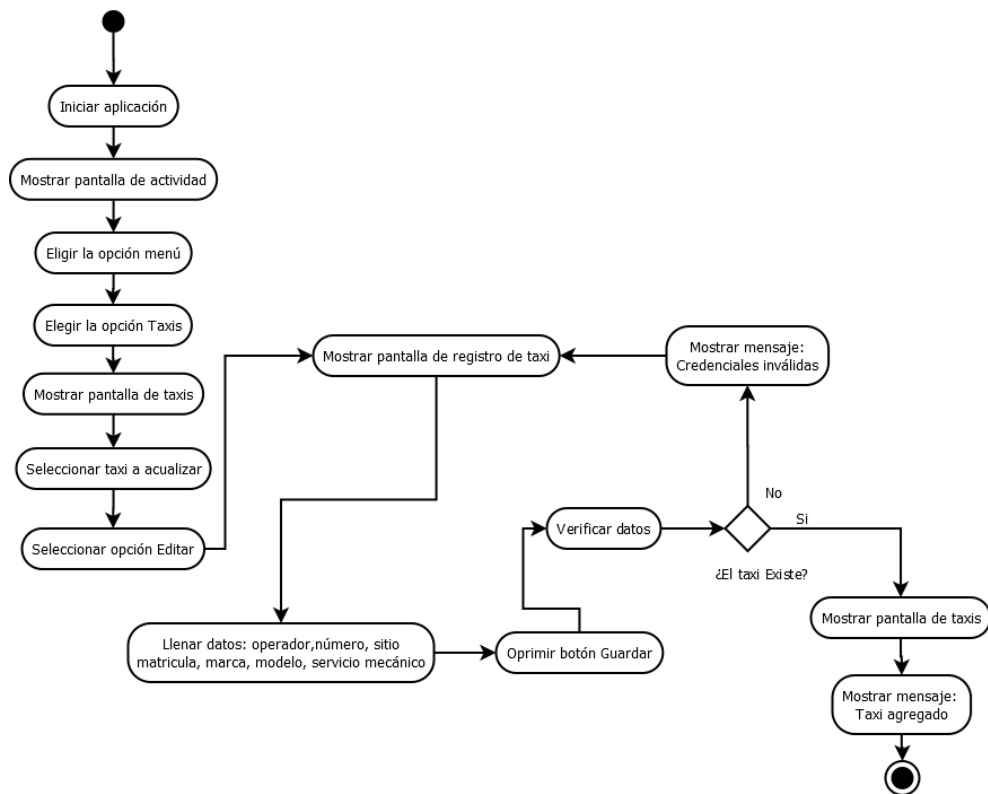 Iniciar aplicación
Mostrar pantalla de actividad
Eligir la opción menú
Elegir la opción Taxis
Mostrar pantalla de taxis
Seleccionar taxi a acualizar
Seleccionar opción Editar
Mostrar pantalla de registro de taxi
Llenar datos: operador,número, sitio
matricula, marca, modelo, servicio mecánico
Oprimir botón Guardar
Verificar datos
¿El taxi Existe?
No
Mostrar mensaje:
Credenciales inválidas
Si
Mostrar pantalla de taxis
Mostrar mensaje:
Taxi agregado